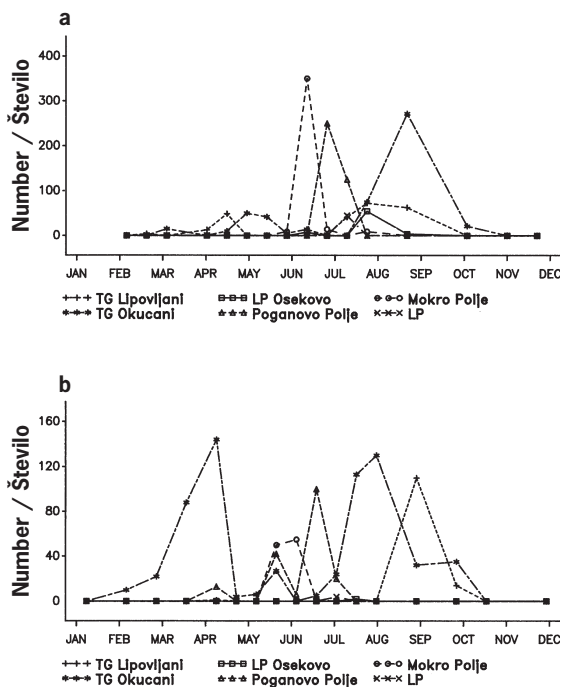 a
Number / Število
400
300
200
100
0
JAN FEB MAR APR MAY JUN JUL AUG SEP OCT NOV DEC
TG Lipovljani LP Osekovo Mokro Polje
TG Okucani Poganovo Polje LP
b
Number / Število
160
120
80
40
0
JAN FEB MAR APR MAY JUN JUL AUG SEP OCT NOV DEC
TG Lipovljani LP Osekovo Mokro Polje
TG Okucani Poganovo Polje LP